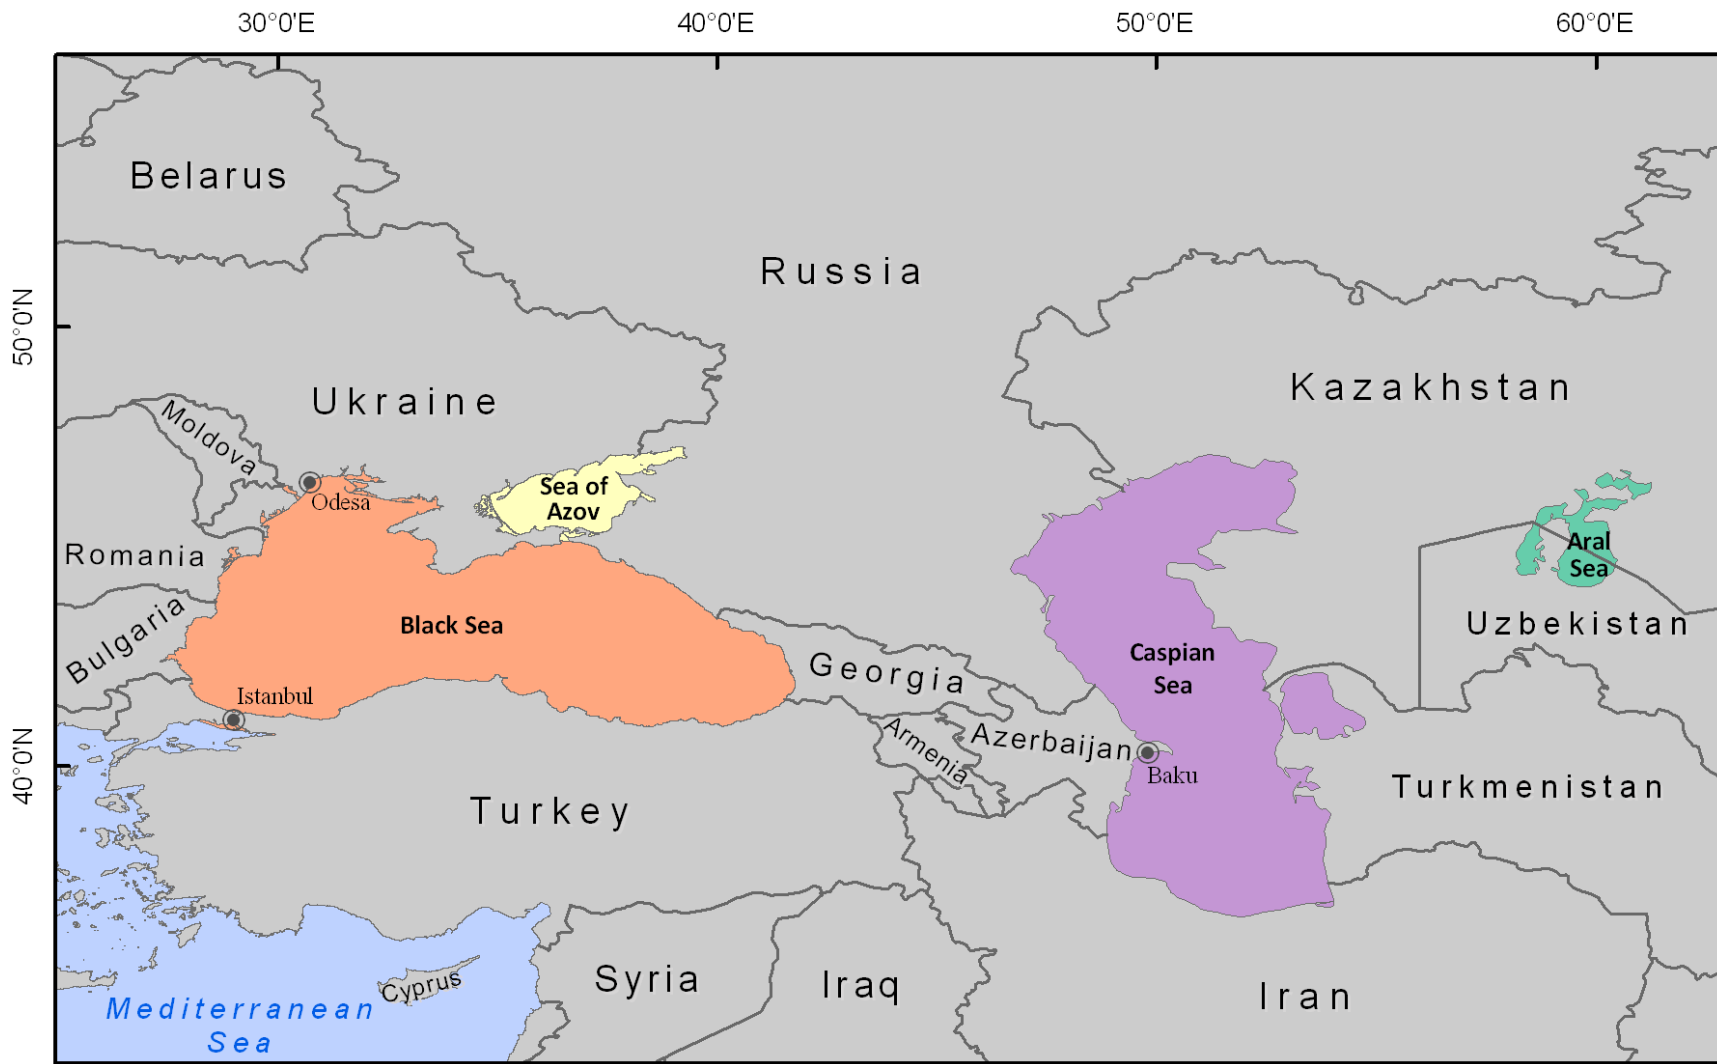 30°0'E
40°0'E
50°0'E
60°0'E
50°0'N
40°0'N
Belarus
Russia
Ukraine
Kazakhstan
Moldova
Odesa
Sea of
Azov
Aral
Sea
Romania
Bulgaria
Black Sea
Georgia
Caspian
Sea
Uzbekistan
Istanbul
Armenia
Azerbaijan
Baku
Turkmenistan
Turkey
Syria
Iraq
Iran
Cyprus
Mediterranean
Sea